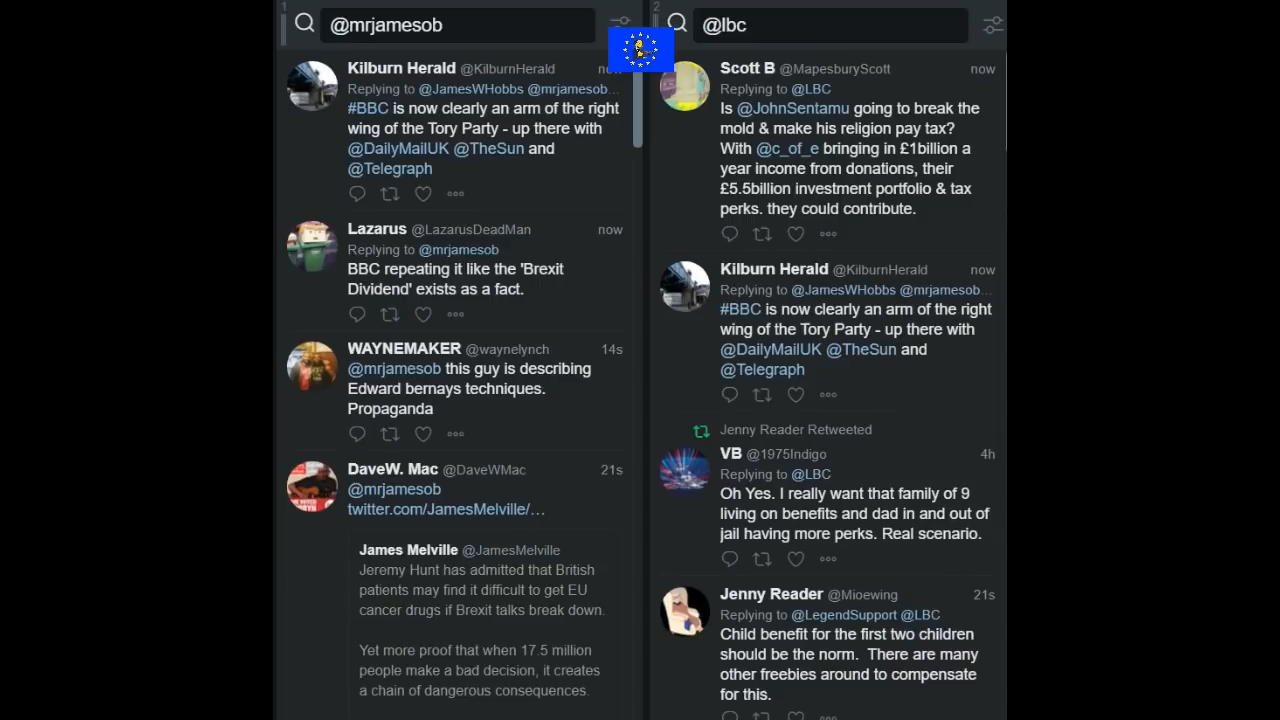 1
@mrjamesob
Kilburn Herald @KilburnHerald now
Replying to @JamesWHobbs @mrjamesob...
#BBC is now clearly an arm of the right
wing of the Tory Party - up there with
@DailyMailUK @TheSun and
@Telegraph
Lazarus @LazarusDeadMan now
Replying to @mrjamesob
BBC repeating it like the 'Brexit
Dividend' exists as a fact.
WAYNEMAKER @waynelynch 14s
@mrjamesob this guy is describing
Edward bernays techniques.
Propaganda
DaveW. Mac @DaveWMac 21s
@mrjamesob
twitter.com/JamesMelville/...
James Melville @JamesMelville
Jeremy Hunt has admitted that British
patients may find it difficult to get EU
cancer drugs if Brexit talks break down.
Yet more proof that when 17.5 million
people make a bad decision, it creates
a chain of dangerous consequences.
2
@lbc
Scott B @MapesburyScott now
Replying to @LBC
Is @JohnSentamu going to break the
mold & make his religion pay tax?
With @c_of_e bringing in £1billion a
year income from donations, their
£5.5billion investment portfolio & tax
perks. they could contribute.
Kilburn Herald @KilburnHerald now
Replying to @JamesWHobbs @mrjamesob...
#BBC is now clearly an arm of the right
wing of the Tory Party - up there with
@DailyMailUK @TheSun and
@Telegraph
Jenny Reader Retweeted
VB @1975Indigo 4h
Replying to @LBC
Oh Yes. I really want that family of 9
living on benefits and dad in and out of
jail having more perks. Real scenario.
Jenny Reader @Mioewing 21s
Replying to @LegendSupport @LBC
Child benefit for the first two children
should be the norm.  There are many
other freebies around to compensate
for this.